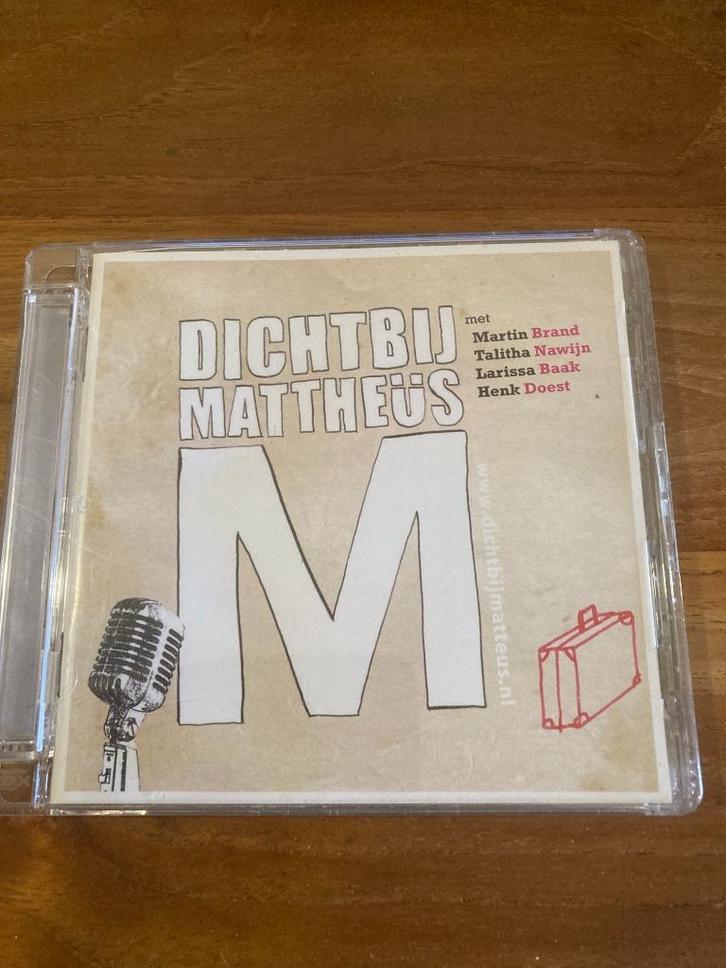 DICHTBIJ
MATTHEÜS
met
Martin Brand
Talitha Nawijn
Larissa Baak
Henk Doest
M
www.dichtbijmatteus.nl